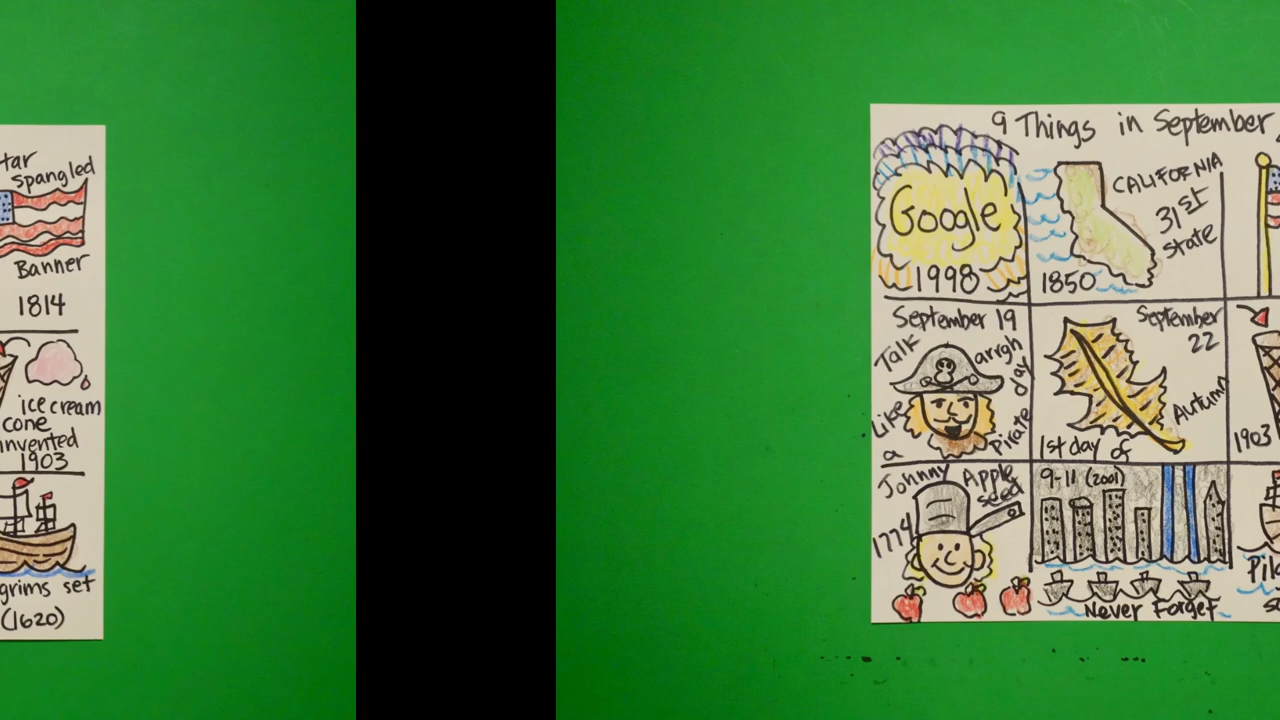 tar
spangled
Banner
1814
ice cream
cone
invented
1903
grims set
(1620)
9 Things in September
Google
1998
CALIFORNIA
31st
state
1850
September 19
Talk
Like
a
Pirate
day
arrgh
September
22
1st day of
Autumn
1903
Johnny
Apple
seed
1774
9-11 (2001)
Never Forget
Pil
s